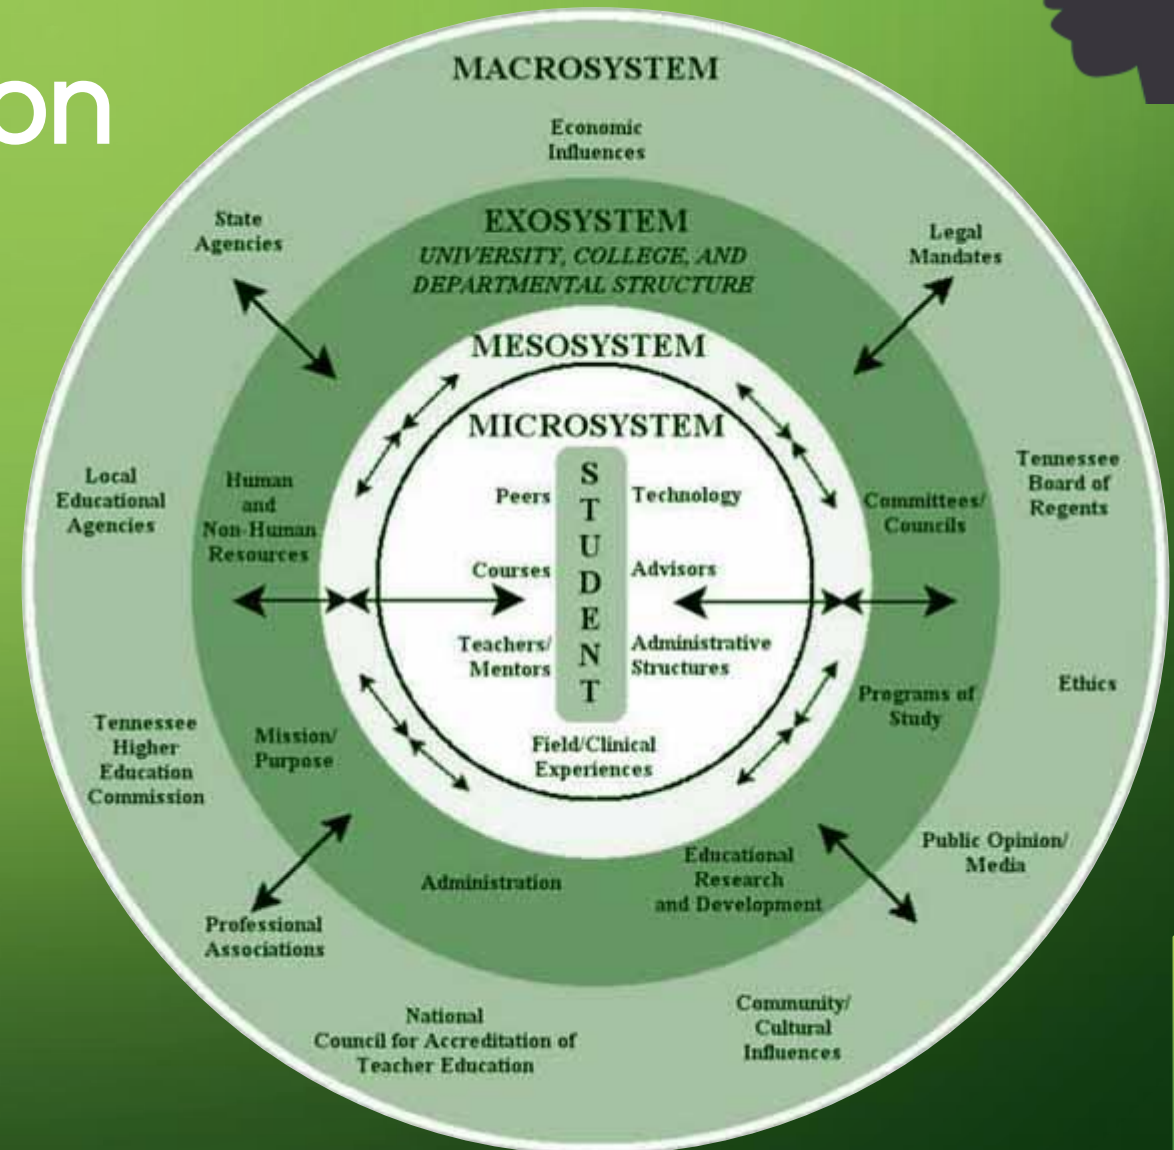 on
MACROSYSTEM
Economic
Influences
State
Agencies
Legal
Mandates
EXOSYSTEM
UNIVERSITY, COLLEGE, AND
DEPARTMENTAL STRUCTURE
MESOSYSTEM
MICROSYSTEM
Local
Educational
Agencies
Human
and
Non-Human
Resources
Peers
Courses
Teachers/
Mentors
S
T
U
D
E
N
T
Technology
Advisors
Administrative
Structures
Field/Clinical
Experiences
Committees/
Councils
Tennessee
Board of
Regents
Programs of
Study
Ethics
Tennessee
Higher
Education
Commission
Mission/
Purpose
Administration
Educational
Research
and Development
Public Opinion/
Media
Professional
Associations
National
Council for Accreditation of
Teacher Education
Community/
Cultural
Influences